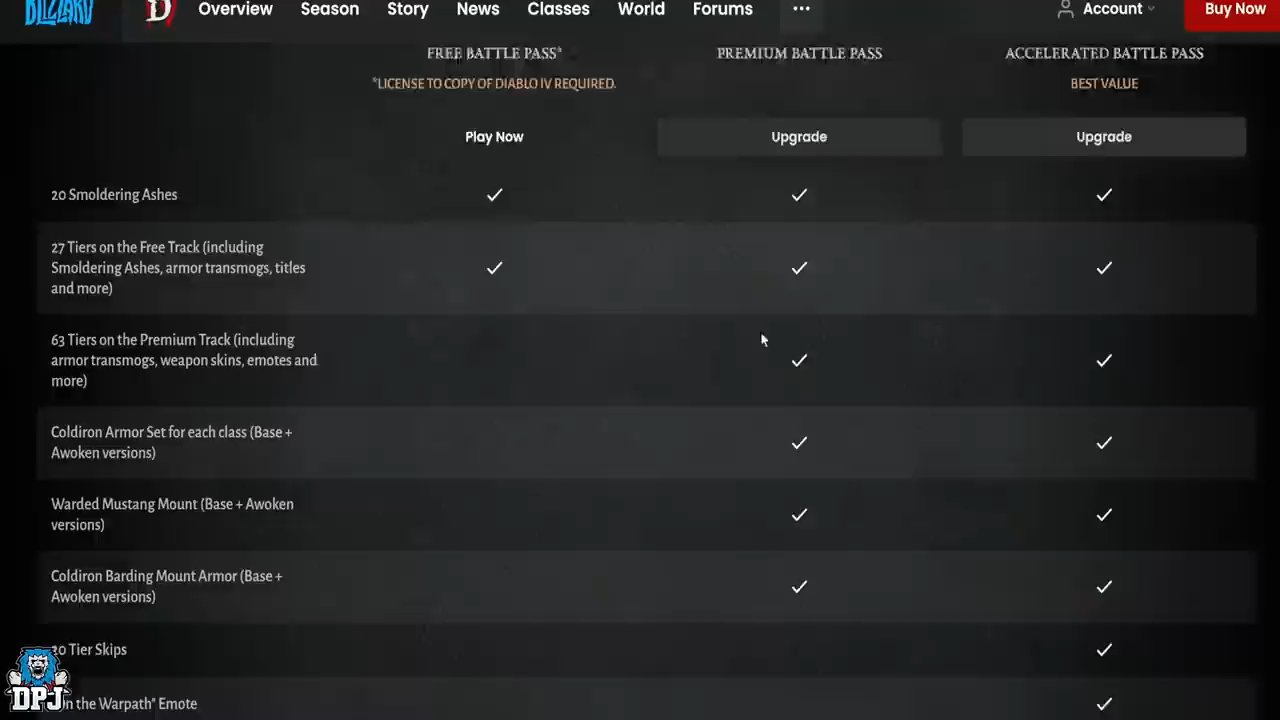 BLIZZARD
D
Overview
Season
Story
News
Classes
World
Forums
...
Account
Buy Now
FREE BATTLE PASS*
PREMIUM BATTLE PASS
ACCELERATED BATTLE PASS
*LICENSE TO COPY OF DIABLO IV REQUIRED.
BEST VALUE
Play Now
Upgrade
Upgrade
20 Smoldering Ashes
27 Tiers on the Free Track (including
Smoldering Ashes, armor transmogs, titles
and more)
63 Tiers on the Premium Track (including
armor transmogs, weapon skins, emotes and
more)
Coldiron Armor Set for each class (Base +
Awoken versions)
Warded Mustang Mount (Base + Awoken
versions)
Coldiron Barding Mount Armor (Base +
Awoken versions)
20 Tier Skips
the Warpath" Emote
DPJ